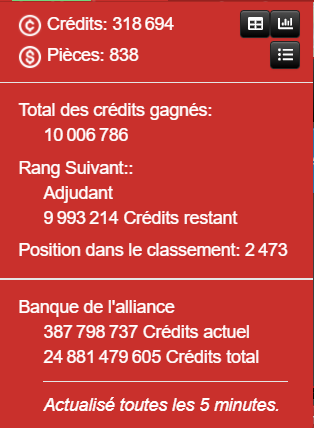 Crédits: 318 694
Pièces: 838
Total des crédits gagnés:
10 006 786
Rang Suivant::
Adjudant
9 993 214 Crédits restant
Position dans le classement: 2 473
Banque de l'alliance
387 798 737 Crédits actuel
24 881 479 605 Crédits total
Actualisé toutes les 5 minutes.